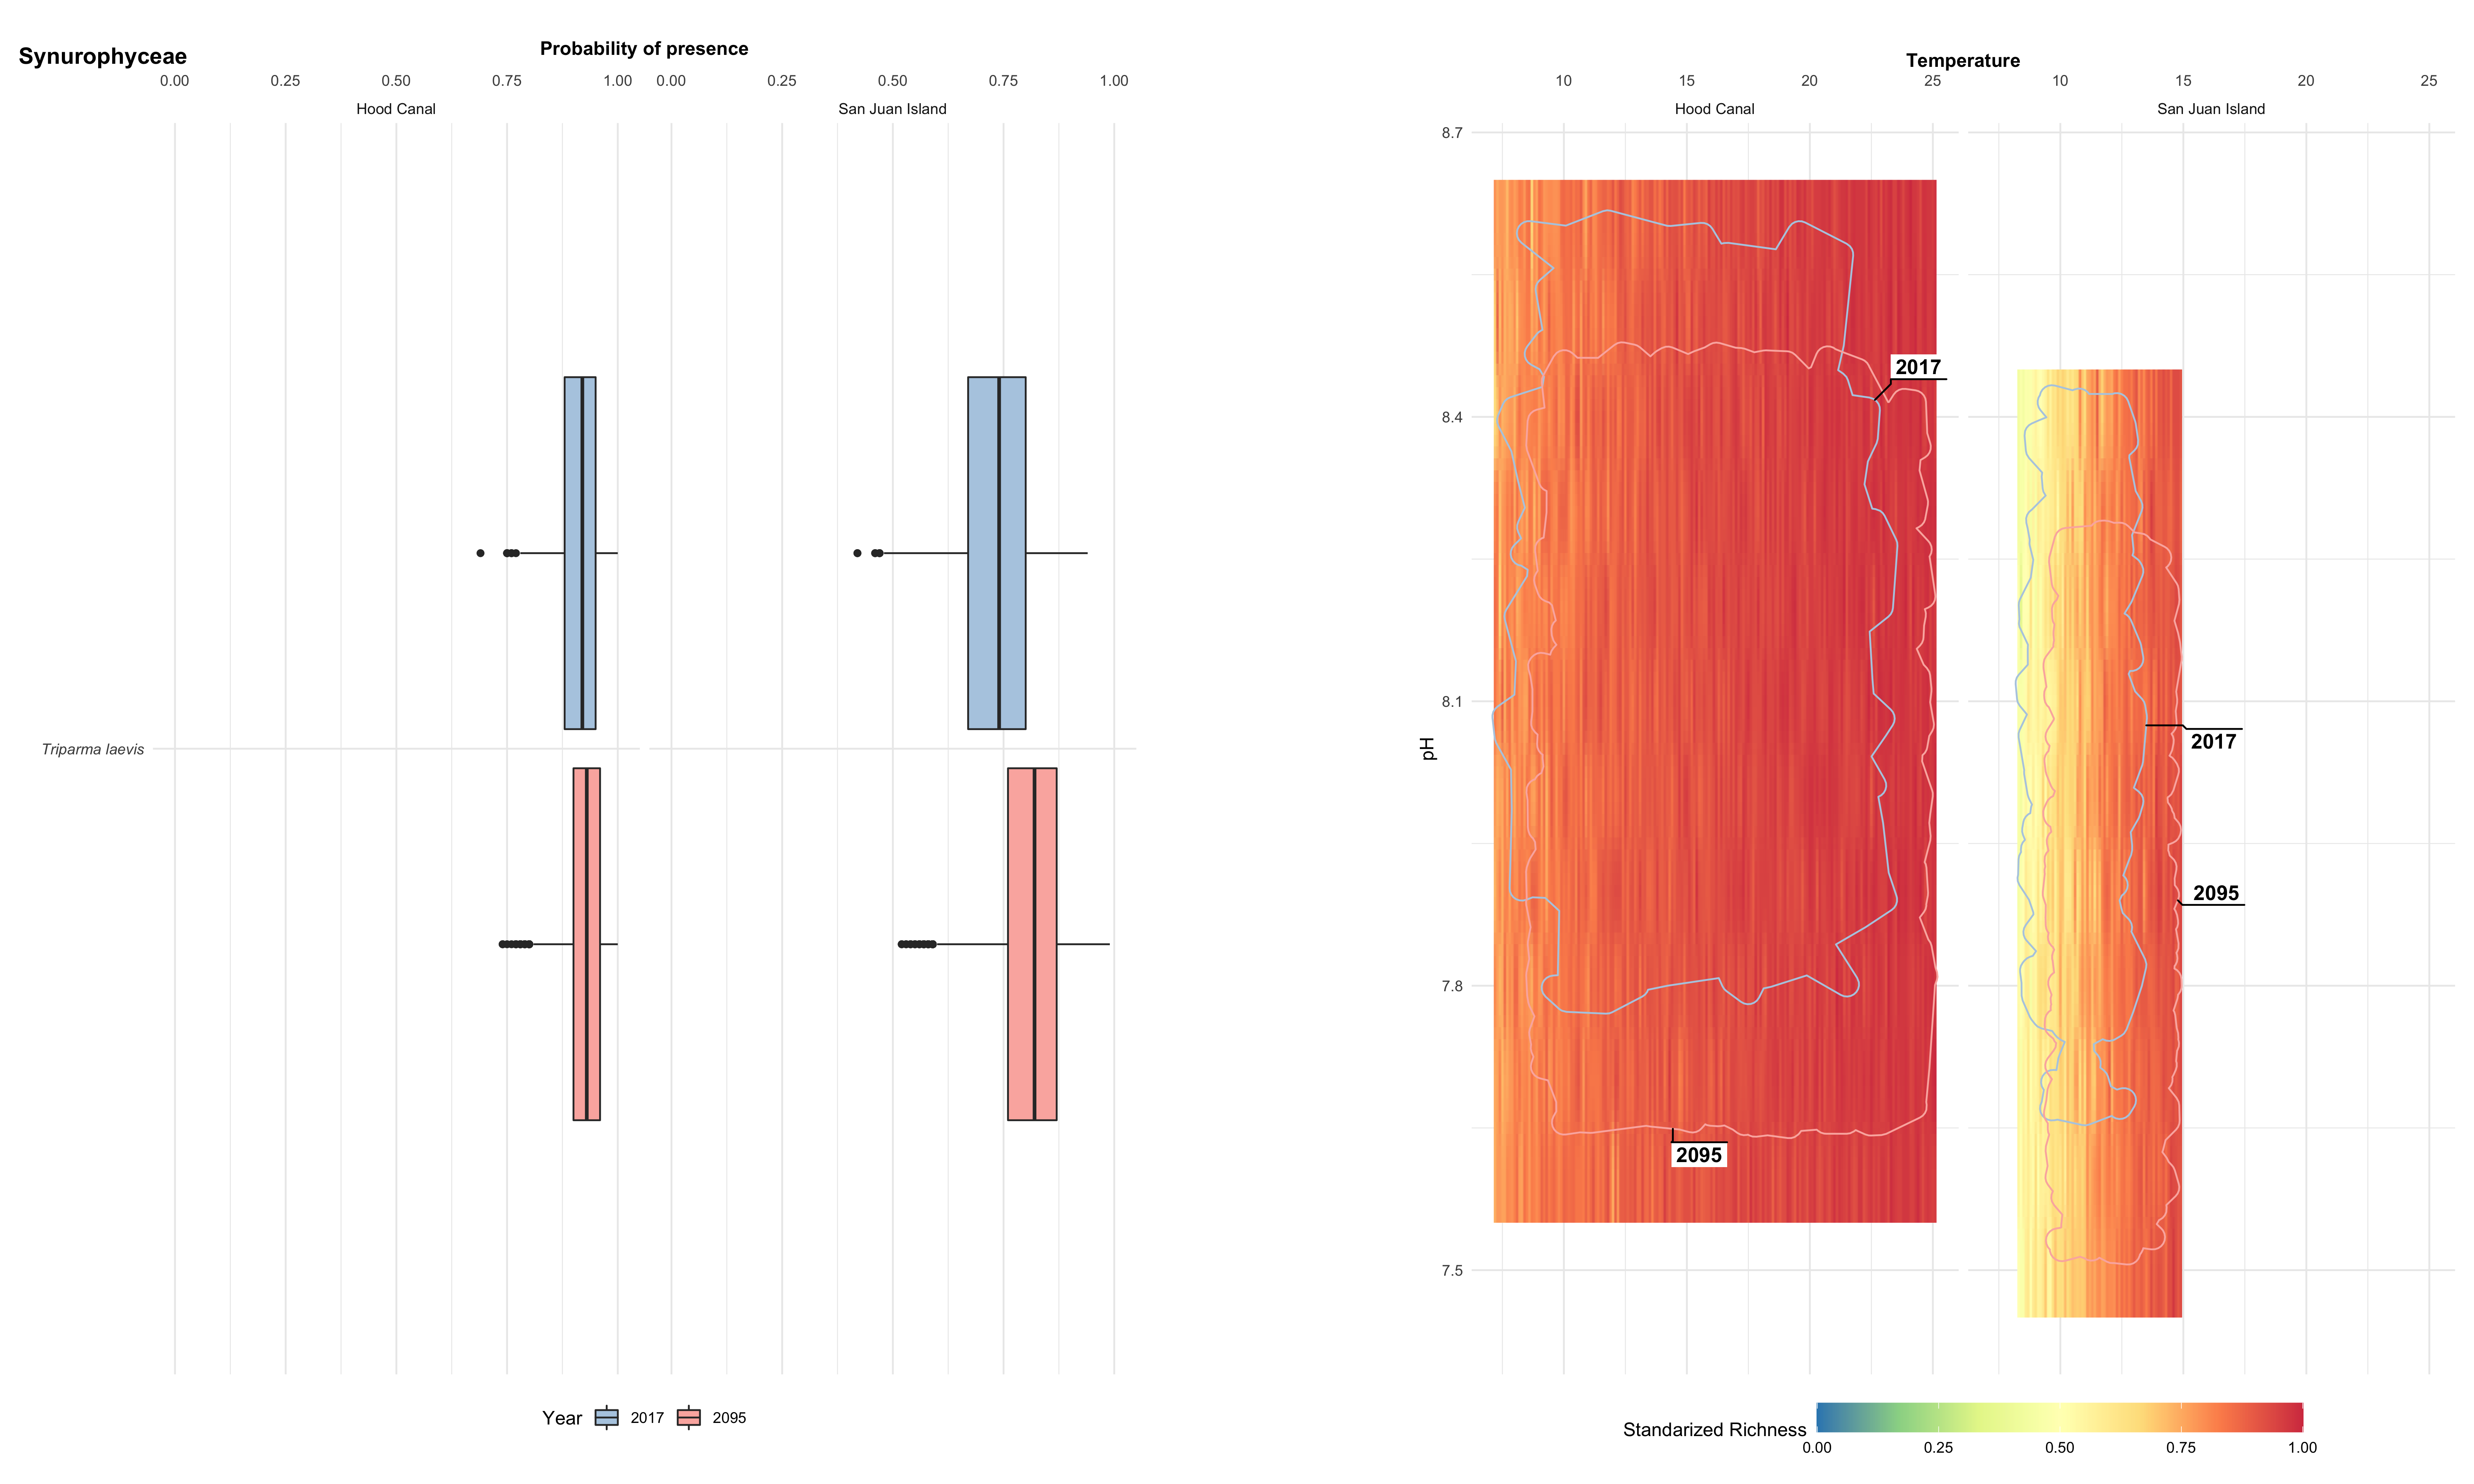 Synurophyceae
Probability of presence
0.00 0.25 0.50 0.75 1.00 0.00 0.25 0.50 0.75 1.00
Hood Canal San Juan Island
Triparma laevis
Year 2017 2095
Temperature
10 15 20 25 10 15 20 25
Hood Canal San Juan Island
8.7
8.4
8.1
7.8
7.5
pH
2017
2017
2095
2095
Standarized Richness
0.00 0.25 0.50 0.75 1.00